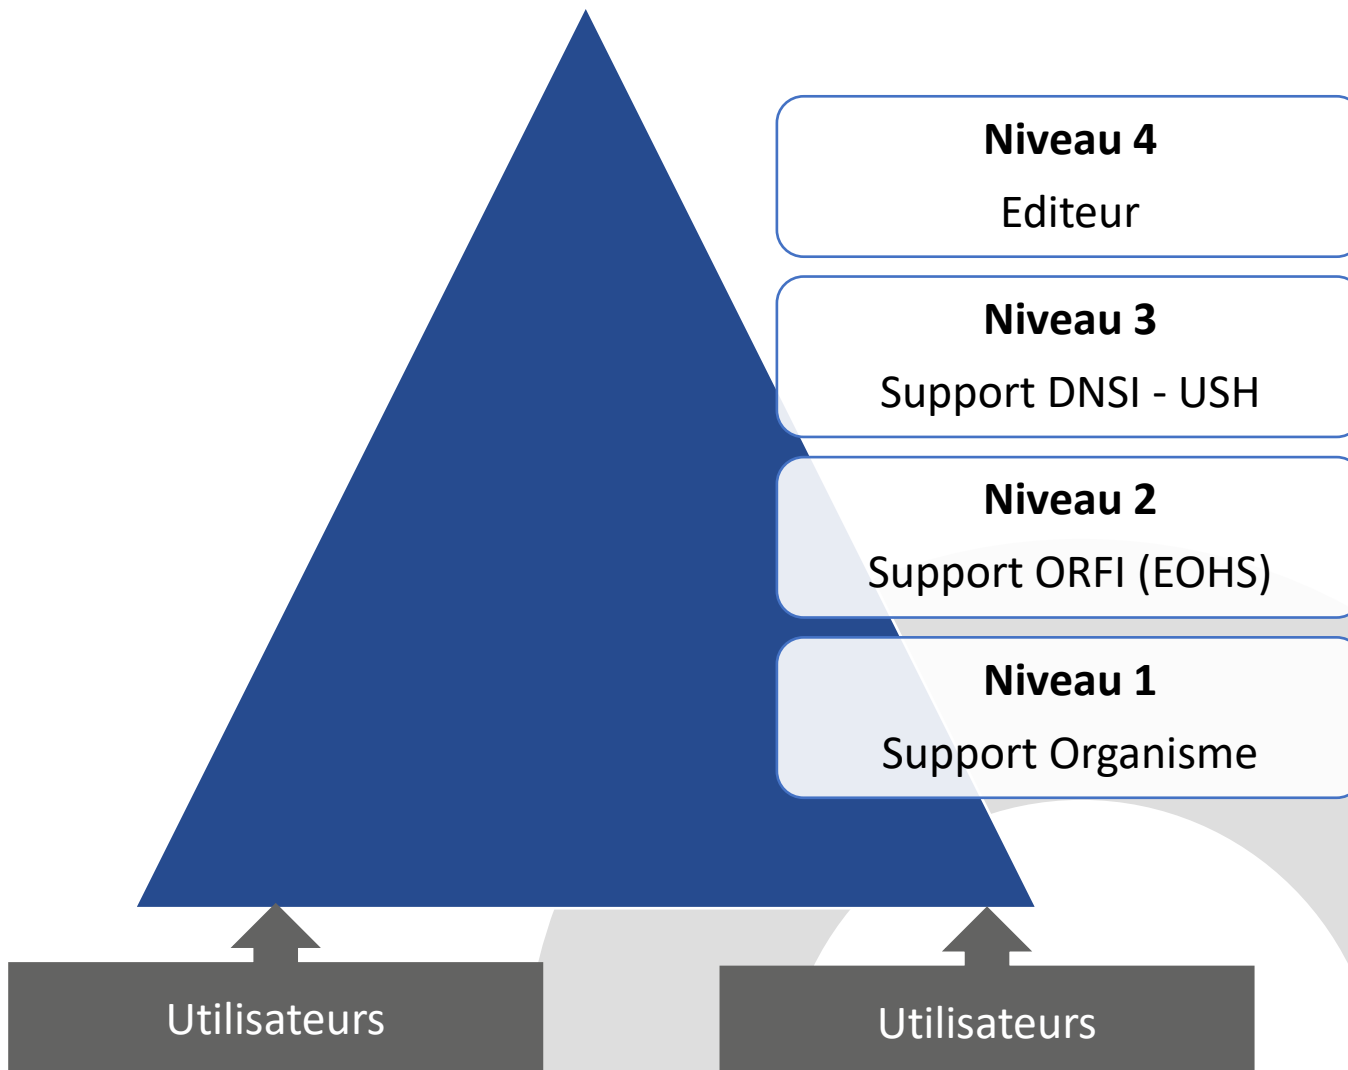 Niveau 4
Editeur
Niveau 3
Support DNSI - USH
Niveau 2
Support ORFI (EOHS)
Niveau 1
Support Organisme
Utilisateurs
Utilisateurs